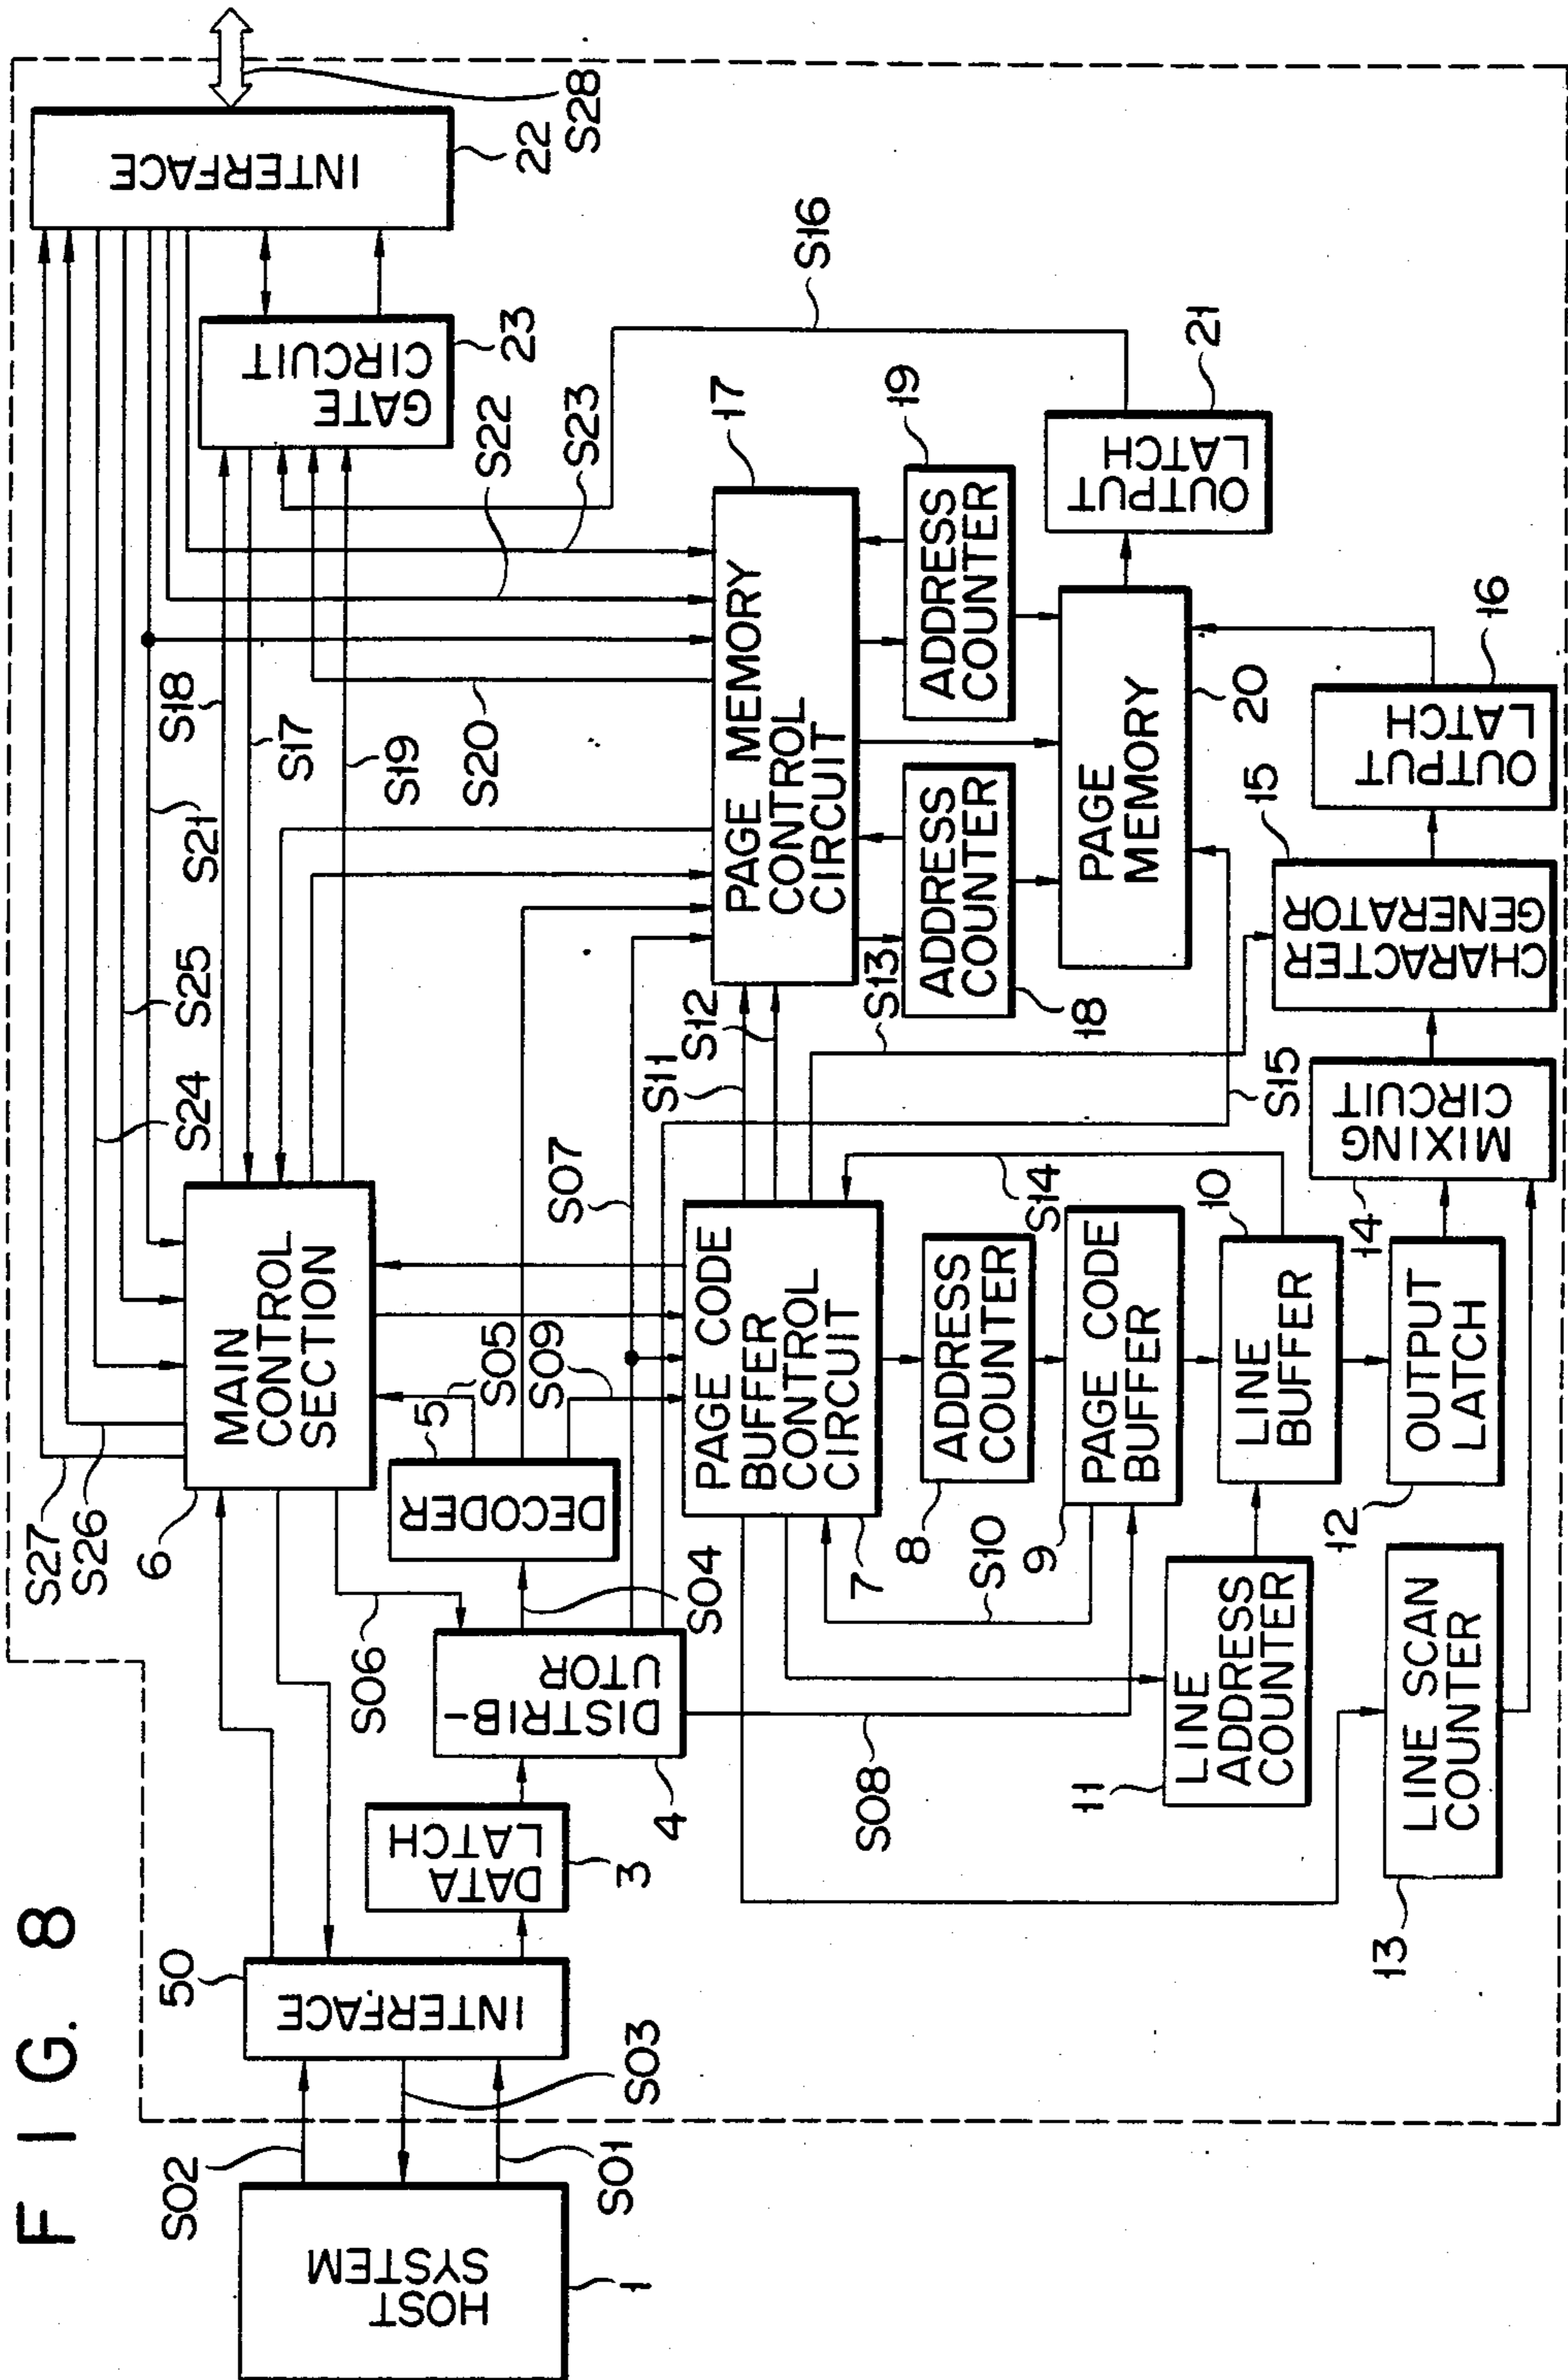 FIG. 8
HOST
SYSTEM
1
S02
S03
S01
50
INTERFACE
DATA
LATCH
3
DISTRIB-
UTOR
4
S06
S04
S08
DECODER
5
S05
S09
S07
MAIN
CONTROL
SECTION
6
S27
S26
S24
S25
S21
S18
S17
S19
S20
S22
S23
GATE
CIRCUIT
23
INTERFACE
22
S28
PAGE CODE
BUFFER
CONTROL
CIRCUIT
7
S11
S12
S13
S14
S10
ADDRESS
COUNTER
8
PAGE CODE
BUFFER
9
LINE
BUFFER
10
LINE
ADDRESS
COUNTER
11
OUTPUT
LATCH
12
LINE SCAN
COUNTER
13
MIXING
CIRCUIT
14
CHARACTER
GENERATOR
15
OUTPUT
LATCH
16
S15
PAGE MEMORY
CONTROL
CIRCUIT
17
ADDRESS
COUNTER
18
ADDRESS
COUNTER
19
PAGE
MEMORY
20
OUTPUT
LATCH
21
S16